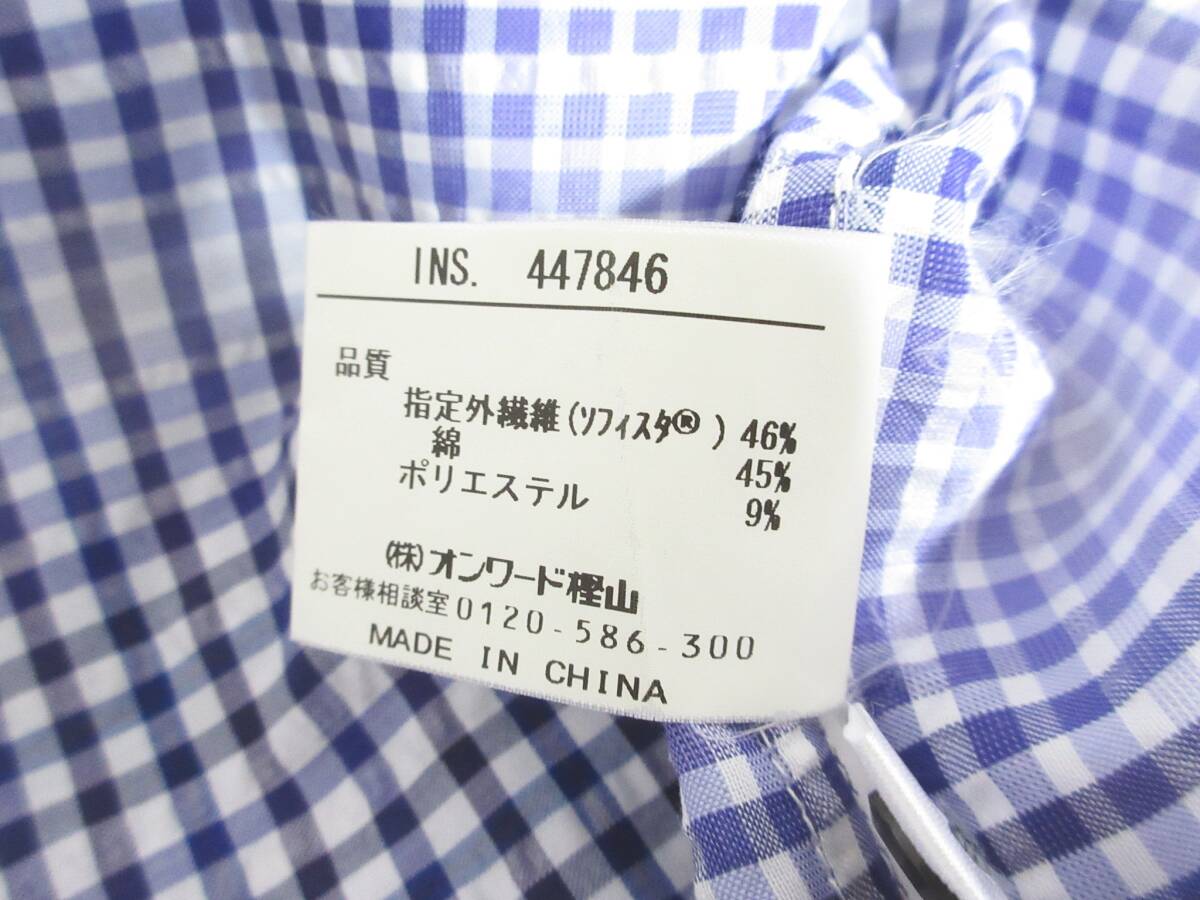 INS. 447846
品質
指定外繊維(ソフィスタ®) 46%
綿 45%
ポリエステル 9%
(株)オンワード樫山
お客様相談室0120-586-300
MADE IN CHINA